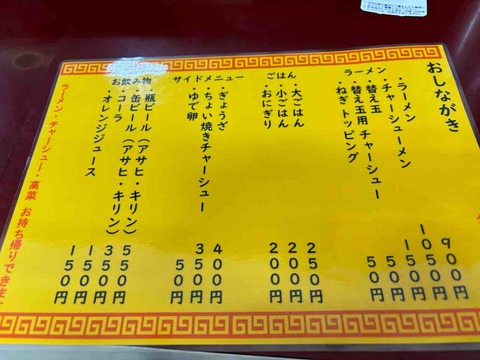 おしながき
ラーメン
・ラーメン 900円
・チャーシューメン 1050円
・替え玉 150円
・替え玉用チャーシュー 50円
・ねぎトッピング 50円
ごはん
・大ごはん 250円
・小ごはん 200円
・おにぎり 200円
サイドメニュー
・ぎょうざ 400円
・ちょい焼きチャーシュー 350円
・ゆで卵 50円
お飲み物
・瓶ビール(アサヒ・キリン) 550円
・缶ビール(アサヒ・キリン) 350円
・コーラ 150円
・オレンジジュース 150円
ラーメン・チャーシュー・高菜 お持ち帰りできま